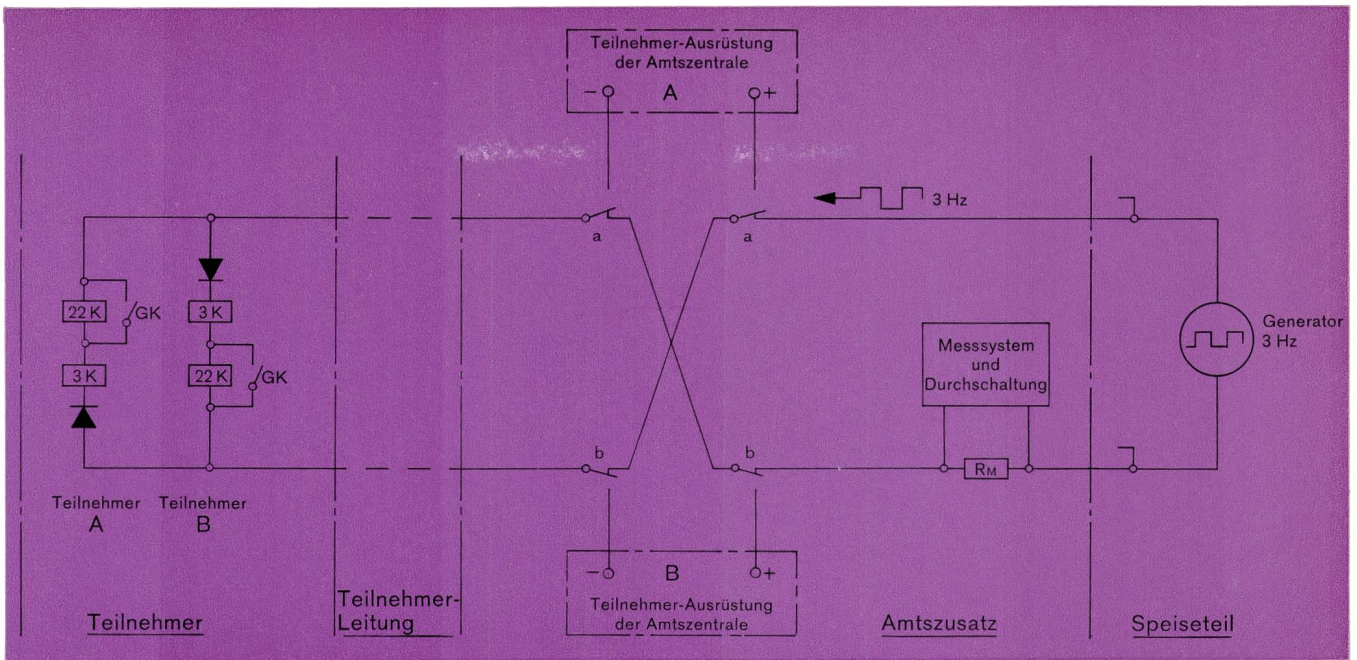 Teilnehmer-Ausrüstung
der Amtszentrale
− A +
3 Hz
a
a
22 K
GK
3 K
3 K
22 K
GK
Generator
3 Hz
Messsystem
und
Durchschaltung
b
b
RM
Teilnehmer
A
Teilnehmer
B
− B +
Teilnehmer-Ausrüstung
der Amtszentrale
Teilnehmer
Teilnehmer-
Leitung
Amtszusatz
Speiseteil